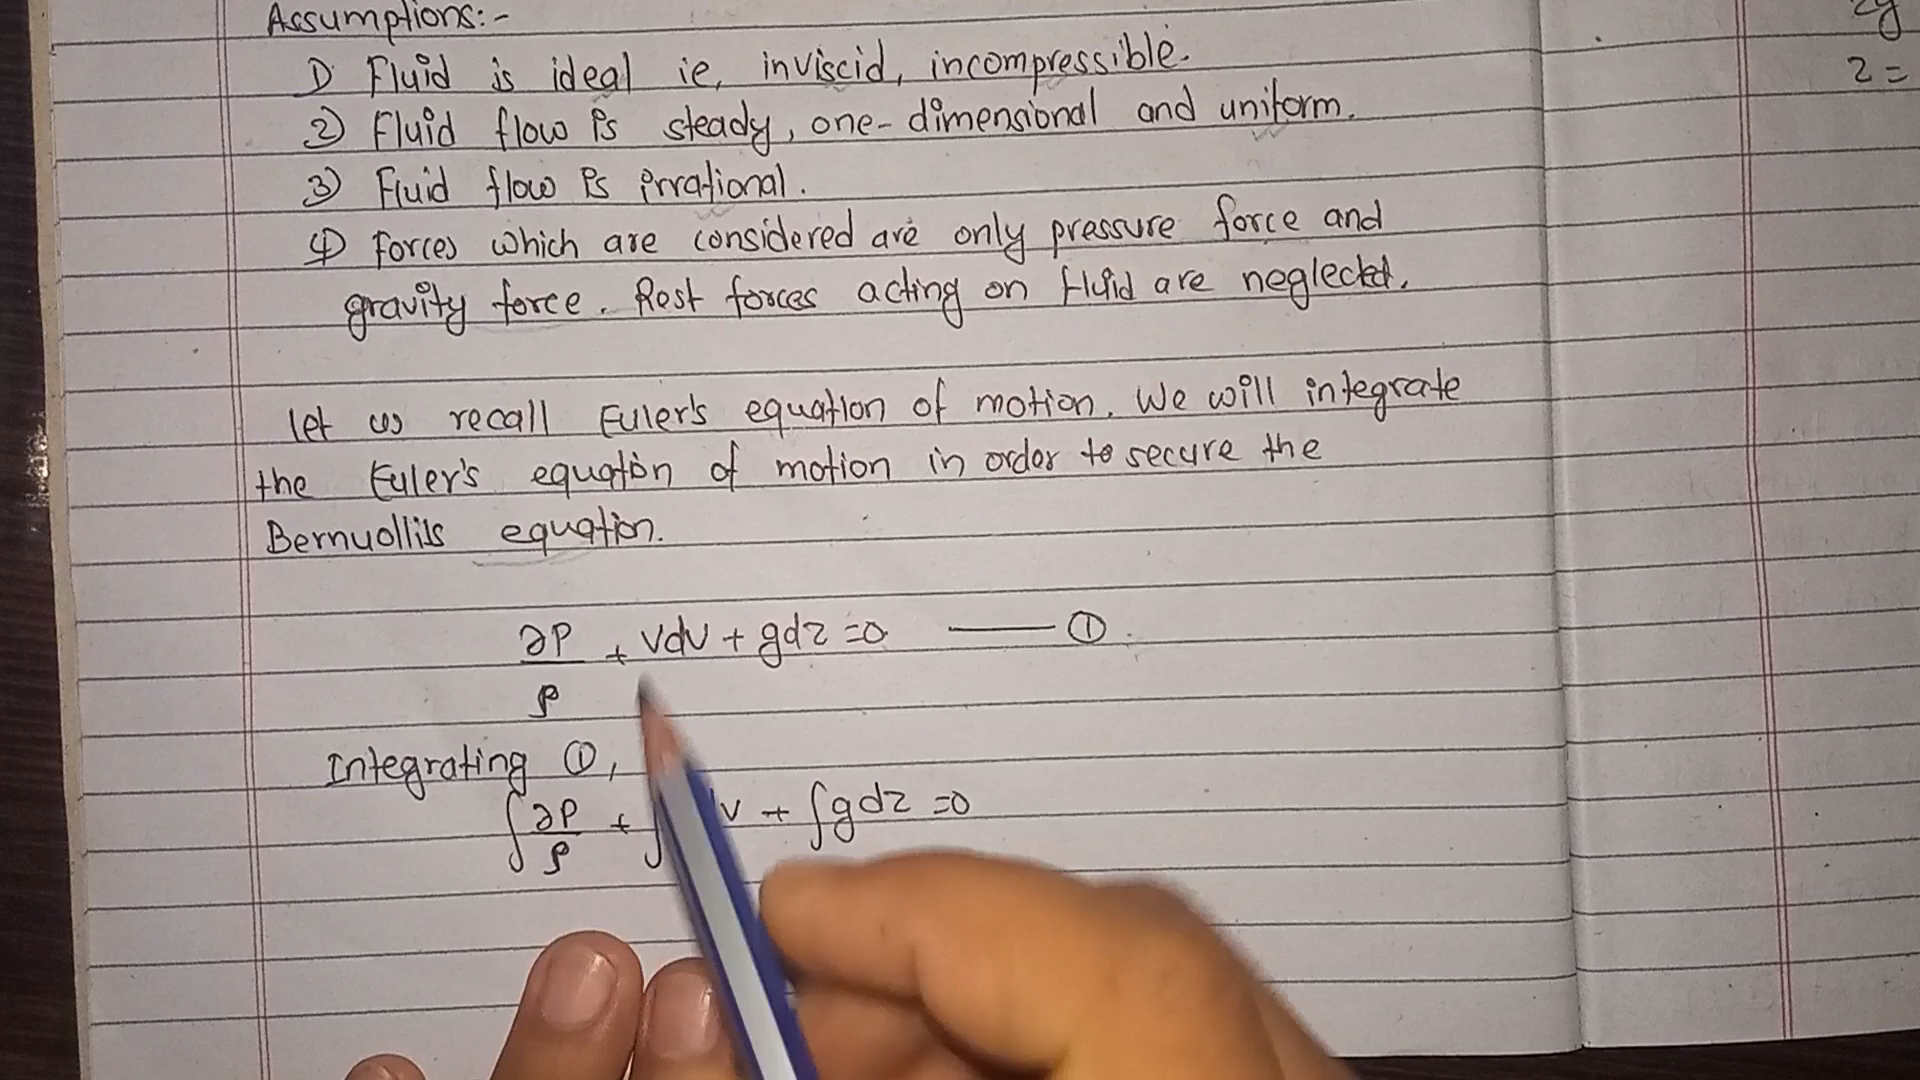 Assumptions:-
1) Fluid is ideal ie, inviscid, incompressible.
2) Fluid flow is steady, one-dimensional and uniform.
3) Fluid flow is irrational.
4) Forces which are considered are only pressure force and
gravity force. Rest forces acting on fluid are neglected.
let us recall Euler's equation of motion. We will integrate
the Euler's equation of motion in order to secure the
Bernuollis equation.
∂P/ρ + vdv + gdz = 0 —— ①
Integrating ①,
∫∂P/ρ + ∫ v + ∫gdz = 0
2 =